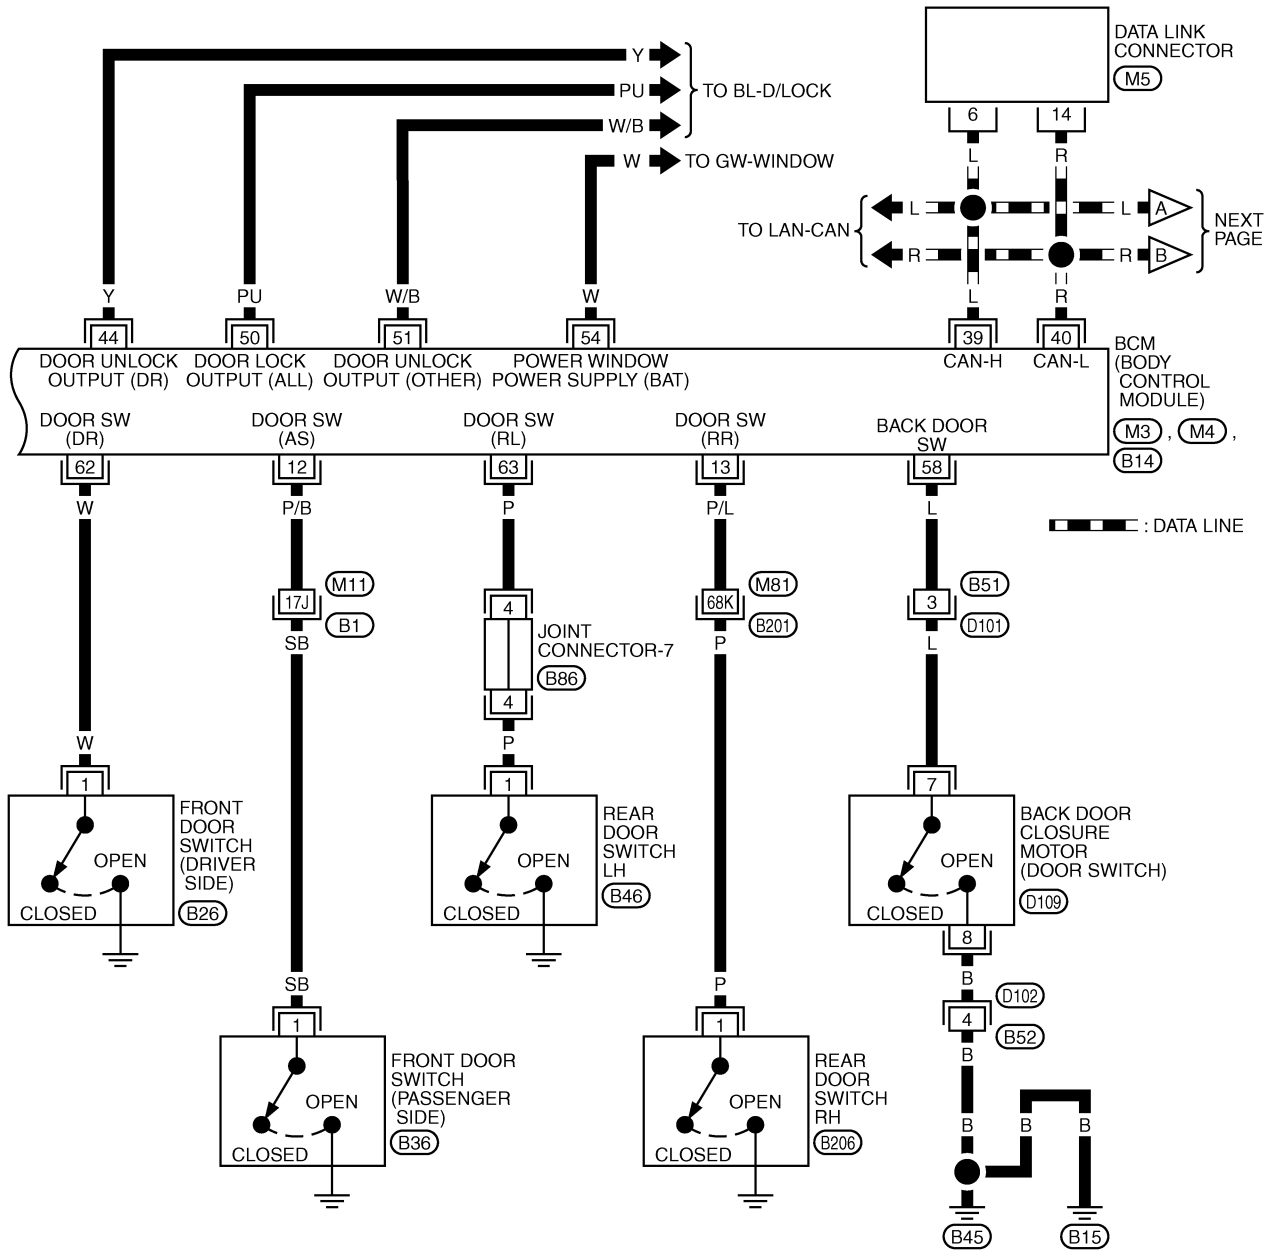 Y
PU
W/B
W
TO BL-D/LOCK
TO GW-WINDOW
DATA LINK
CONNECTOR
M5
6
14
L
R
TO LAN-CAN
L
L
A
R
R
B
NEXT
PAGE
Y
PU
W/B
W
L
R
44
50
51
54
39
40
DOOR UNLOCK
OUTPUT (DR)
DOOR LOCK
OUTPUT (ALL)
DOOR UNLOCK
OUTPUT (OTHER)
POWER WINDOW
POWER SUPPLY (BAT)
CAN-H
CAN-L
BCM
(BODY
CONTROL
MODULE)
M3 , M4 ,
B14
DOOR SW
(DR)
DOOR SW
(AS)
DOOR SW
(RL)
DOOR SW
(RR)
BACK DOOR
SW
62
12
63
13
58
W
P/B
P
P/L
L
: DATA LINE
17J
M11
B1
4
JOINT
CONNECTOR-7
B86
4
68K
M81
B201
3
B51
D101
SB
P
L
W
P
1
FRONT
DOOR
SWITCH
(DRIVER
SIDE)
B26
OPEN
CLOSED
1
REAR
DOOR
SWITCH
LH
B46
OPEN
CLOSED
7
BACK DOOR
CLOSURE
MOTOR
(DOOR SWITCH)
D109
OPEN
CLOSED
8
SB
P
B
1
FRONT DOOR
SWITCH
(PASSENGER
SIDE)
B36
OPEN
CLOSED
1
REAR
DOOR
SWITCH
RH
B206
OPEN
CLOSED
D102
4
B52
B
B
B
B
B45
B15